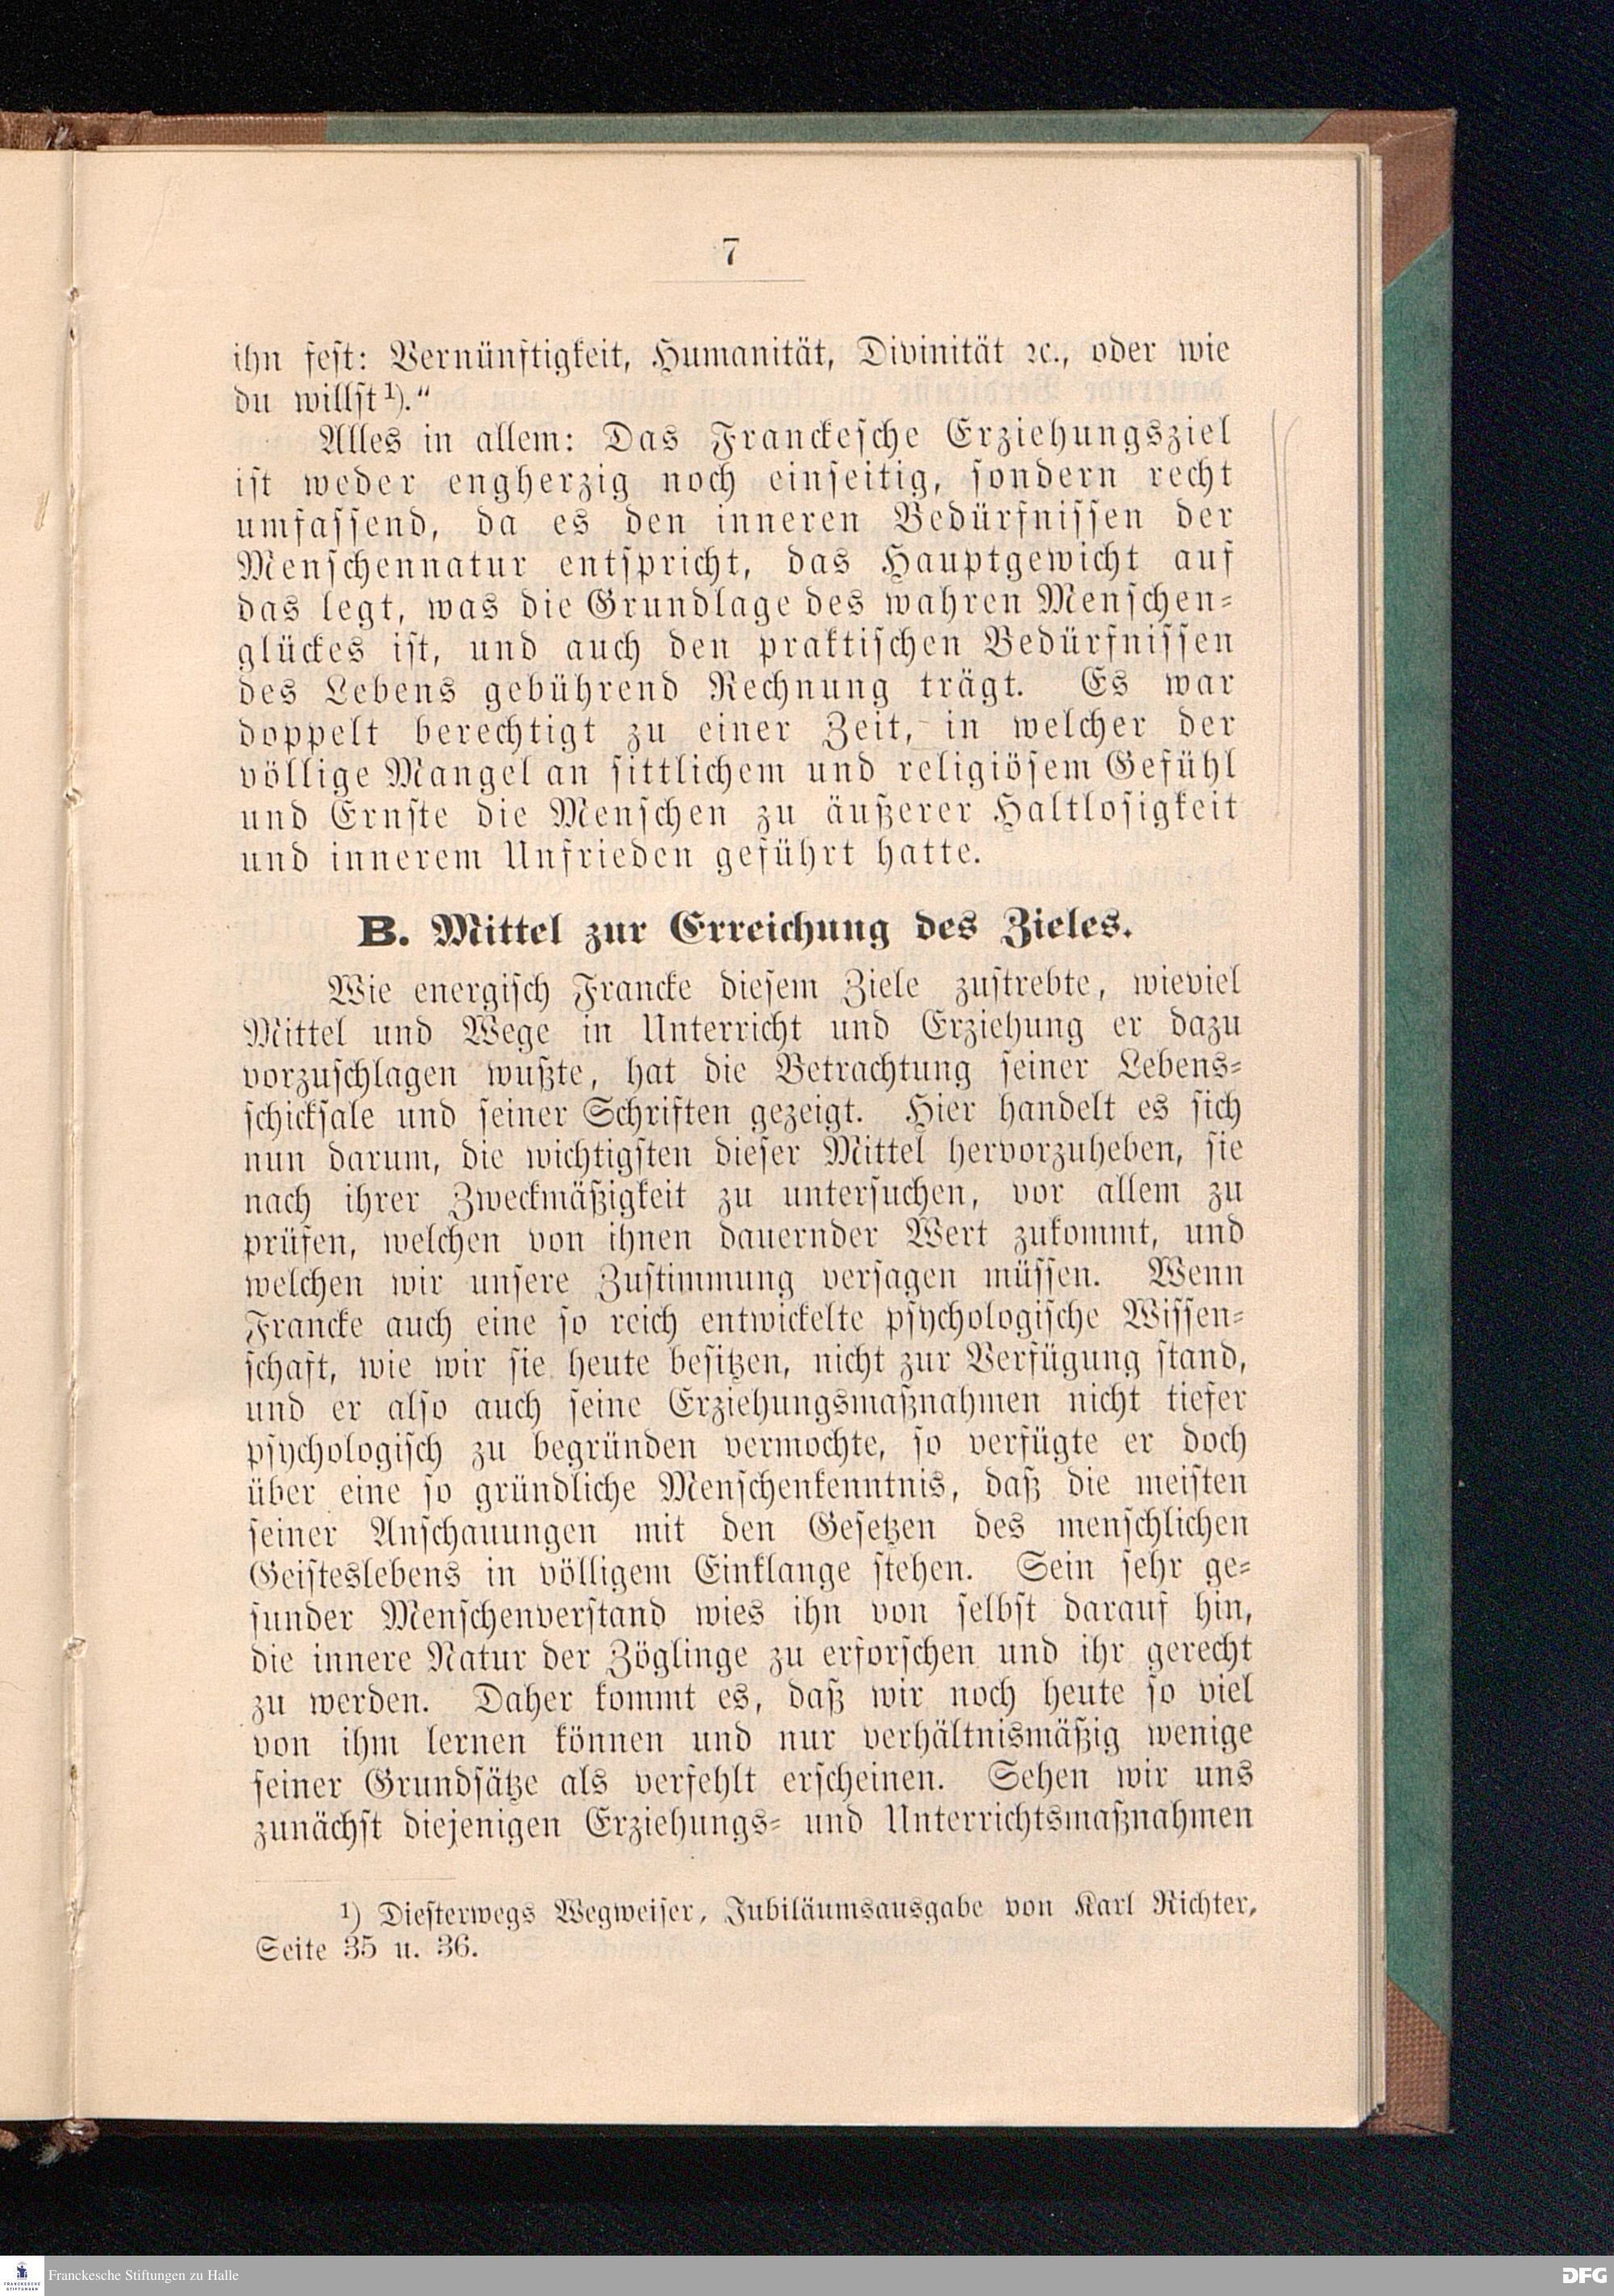 7
ihn fest: Vernünftigkeit, Humanität, Divinität ꝛc., oder wie
du willst¹).“
Alles in allem: Das Franckesche Erziehungsziel
ist weder engherzig noch einseitig, sondern recht
umfassend, da es den inneren Bedürfnissen der
Menschennatur entspricht, das Hauptgewicht auf
das legt, was die Grundlage des wahren Menschen-
glückes ist, und auch den praktischen Bedürfnissen
des Lebens gebührend Rechnung trägt. Es war
doppelt berechtigt zu einer Zeit, in welcher der
völlige Mangel an sittlichem und religiösem Gefühl
und Ernste die Menschen zu äußerer Haltlosigkeit
und innerem Unfrieden geführt hatte.
B. Mittel zur Erreichung des Zieles.
Wie energisch Francke diesem Ziele zustrebte, wieviel
Mittel und Wege in Unterricht und Erziehung er dazu
vorzuschlagen wußte, hat die Betrachtung seiner Lebens-
schicksale und seiner Schriften gezeigt. Hier handelt es sich
nun darum, die wichtigsten dieser Mittel hervorzuheben, sie
nach ihrer Zweckmäßigkeit zu untersuchen, vor allem zu
prüfen, welchen von ihnen dauernder Wert zukommt, und
welchen wir unsere Zustimmung versagen müssen. Wenn
Francke auch eine so reich entwickelte psychologische Wissen-
schaft, wie wir sie heute besitzen, nicht zur Verfügung stand,
und er also auch seine Erziehungsmaßnahmen nicht tiefer
psychologisch zu begründen vermochte, so verfügte er doch
über eine so gründliche Menschenkenntnis, daß die meisten
seiner Anschauungen mit den Gesetzen des menschlichen
Geisteslebens in völligem Einklange stehen. Sein sehr ge-
sunder Menschenverstand wies ihn von selbst darauf hin,
die innere Natur der Zöglinge zu erforschen und ihr gerecht
zu werden. Daher kommt es, daß wir noch heute so viel
von ihm lernen können und nur verhältnismäßig wenige
seiner Grundsätze als verfehlt erscheinen. Sehen wir uns
zunächst diejenigen Erziehungs- und Unterrichtsmaßnahmen
¹) Diesterwegs Wegweiser, Jubiläumsausgabe von Karl Richter,
Seite 35 u. 36.
FRANCKESCHE
STIFTUNGEN
Franckesche Stiftungen zu Halle
DFG